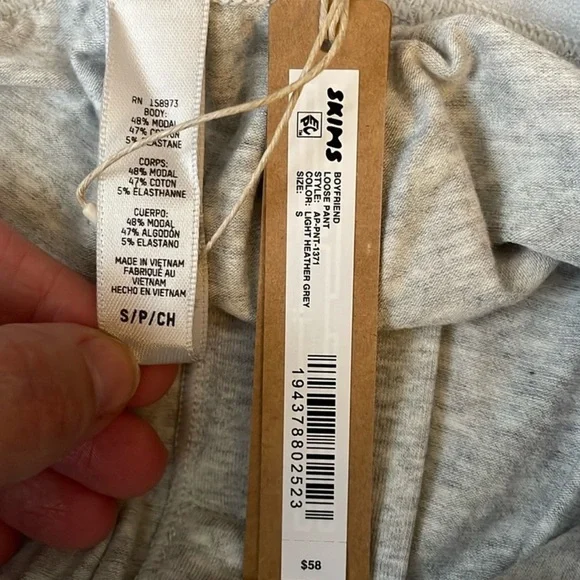 RN 158973
BODY:
48% MODAL
47% COTON
5% ELASTANE
CORPS:
48% MODAL
47% COTON
5% ÉLASTHANNE
CUERPO:
48% MODAL
47% ALGODÓN
5% ELASTANO
MADE IN VIETNAM
FABRIQUÉ AU
VIETNAM
HECHO EN VIETNAM
S/P/CH
SKIMS
BOYFRIEND
LOOSE PANT
STYLE: AP-PNT-1371
COLOR: LIGHT HEATHER GREY
SIZE: S
194378802523
$58